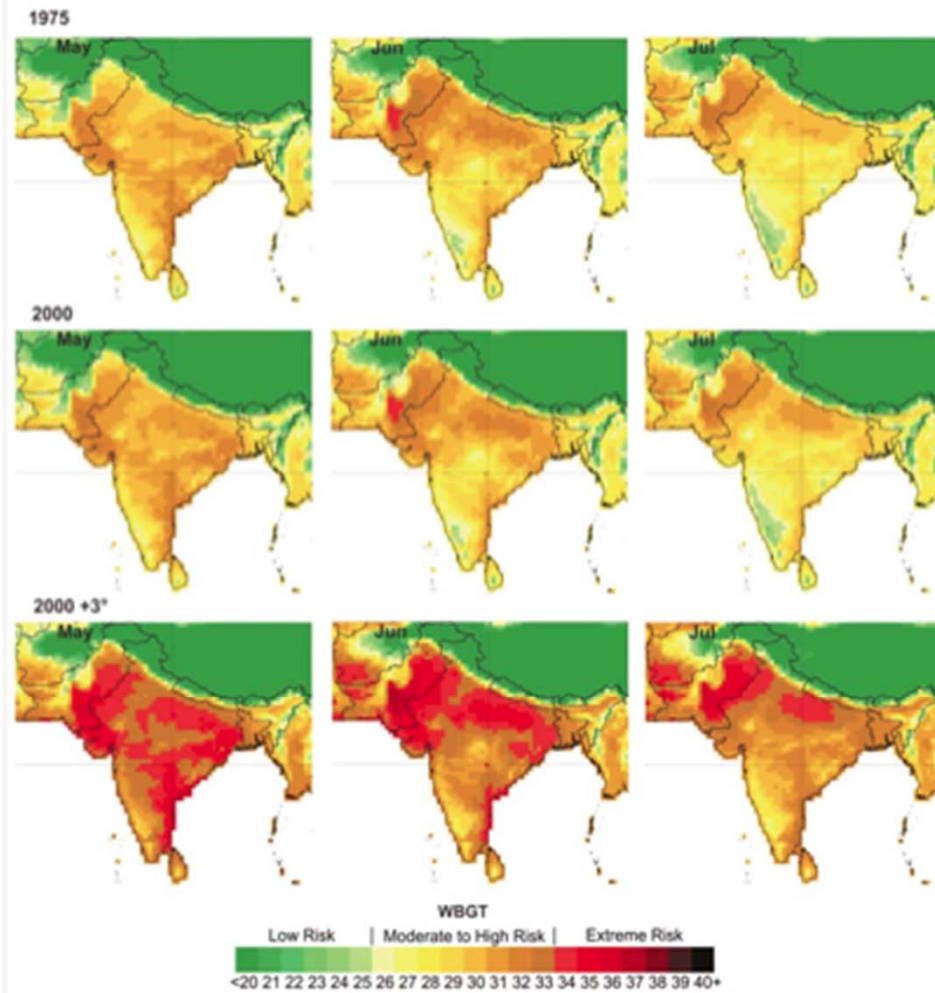 1975
May Jun Jul
2000
May Jun Jul
2000 +3°
May Jun Jul
WBGT
Low Risk | Moderate to High Risk | Extreme Risk
<20 21 22 23 24 25 26 27 28 29 30 31 32 33 34 35 36 37 38 39 40+